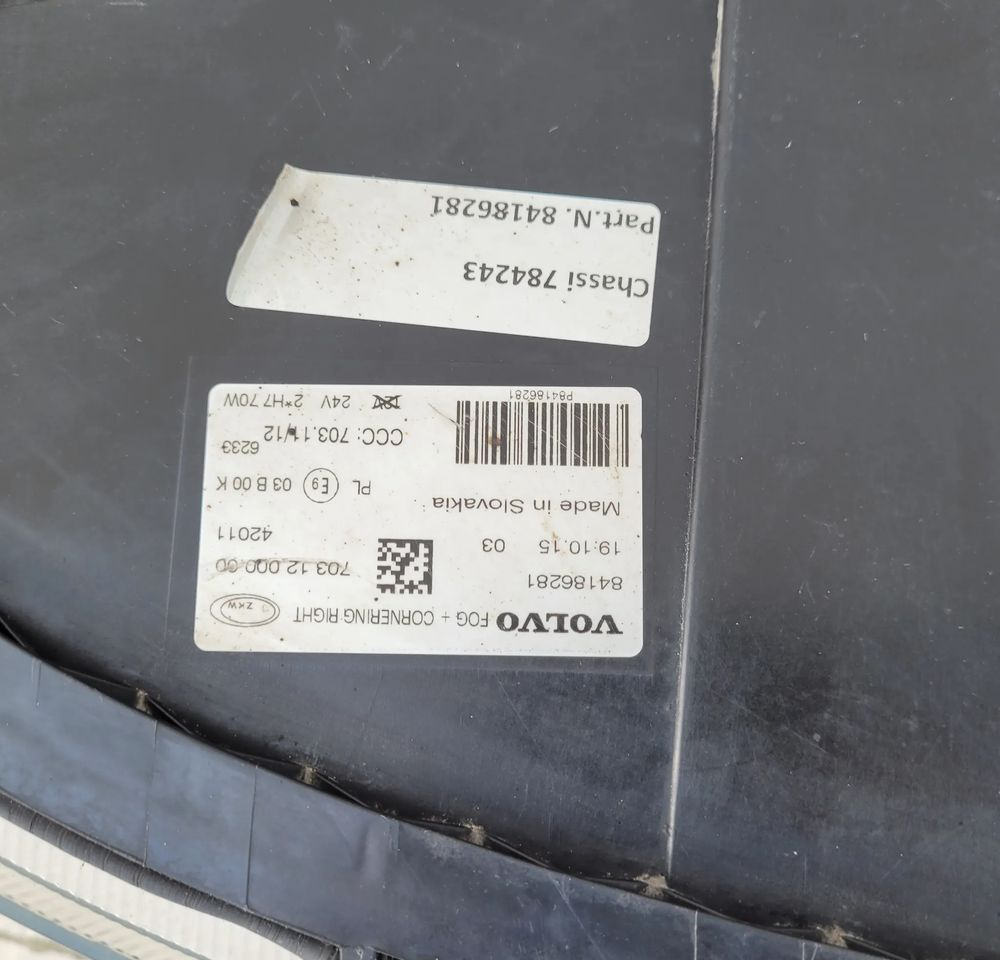 VOLVO FOG + CORNERING RIGHT ZKW
84186281 703.12.000.00
19.10.15 03 42011
Made in Slovakia PL E9 03 B 00 K
6233
CCC: 703.11/12
P84186281 12V 24V 2*H7 70W
Chassi 784243
Part.N. 84186281